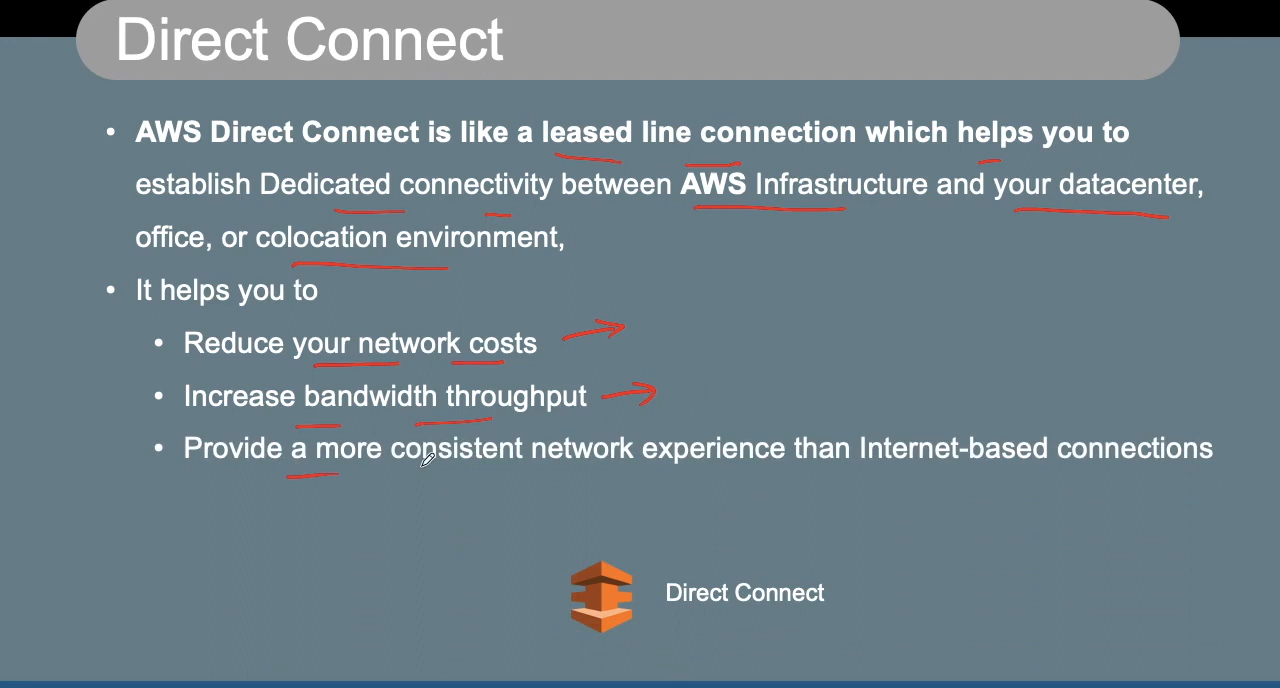 Direct Connect
• AWS Direct Connect is like a leased line connection which helps you to
establish Dedicated connectivity between AWS Infrastructure and your datacenter,
office, or colocation environment,
• It helps you to
• Reduce your network costs
• Increase bandwidth throughput
• Provide a more consistent network experience than Internet-based connections
Direct Connect